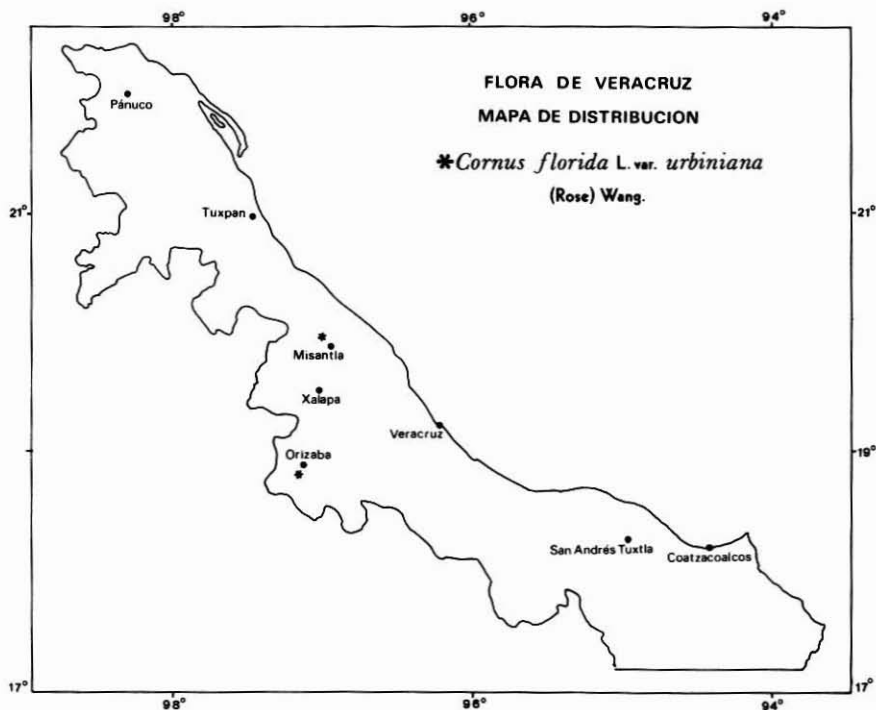 98° 96° 94°
FLORA DE VERACRUZ
MAPA DE DISTRIBUCION
*Cornus florida L. var. urbiniana
(Rose) Wang.
Pánuco
21° 21°
Tuxpan
Misantla
Xalapa
Veracruz
19°
Orizaba
San Andrés Tuxtla
Coatzacoalcos
17° 17°
98° 96° 94°